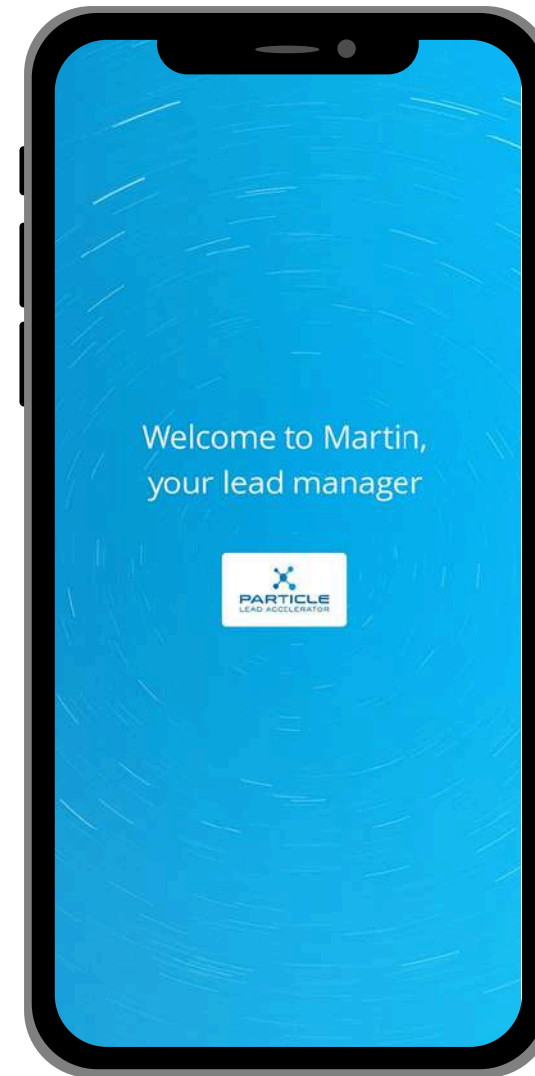 Welcome to Martin,
your lead manager
PARTICLE
LEAD ACCELERATOR